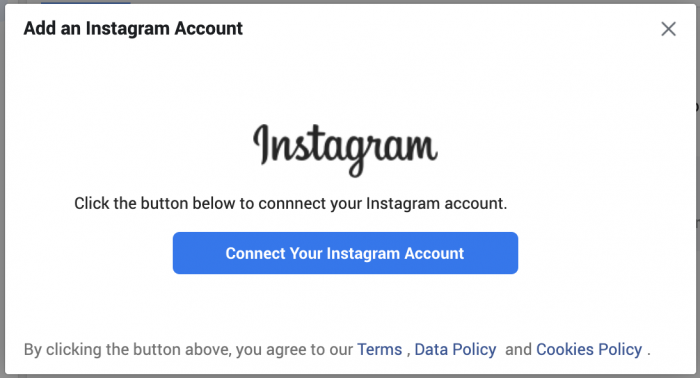 Add an Instagram Account
Instagram
Click the button below to connnect your Instagram account.
Connect Your Instagram Account
By clicking the button above, you agree to our Terms , Data Policy and Cookies Policy .